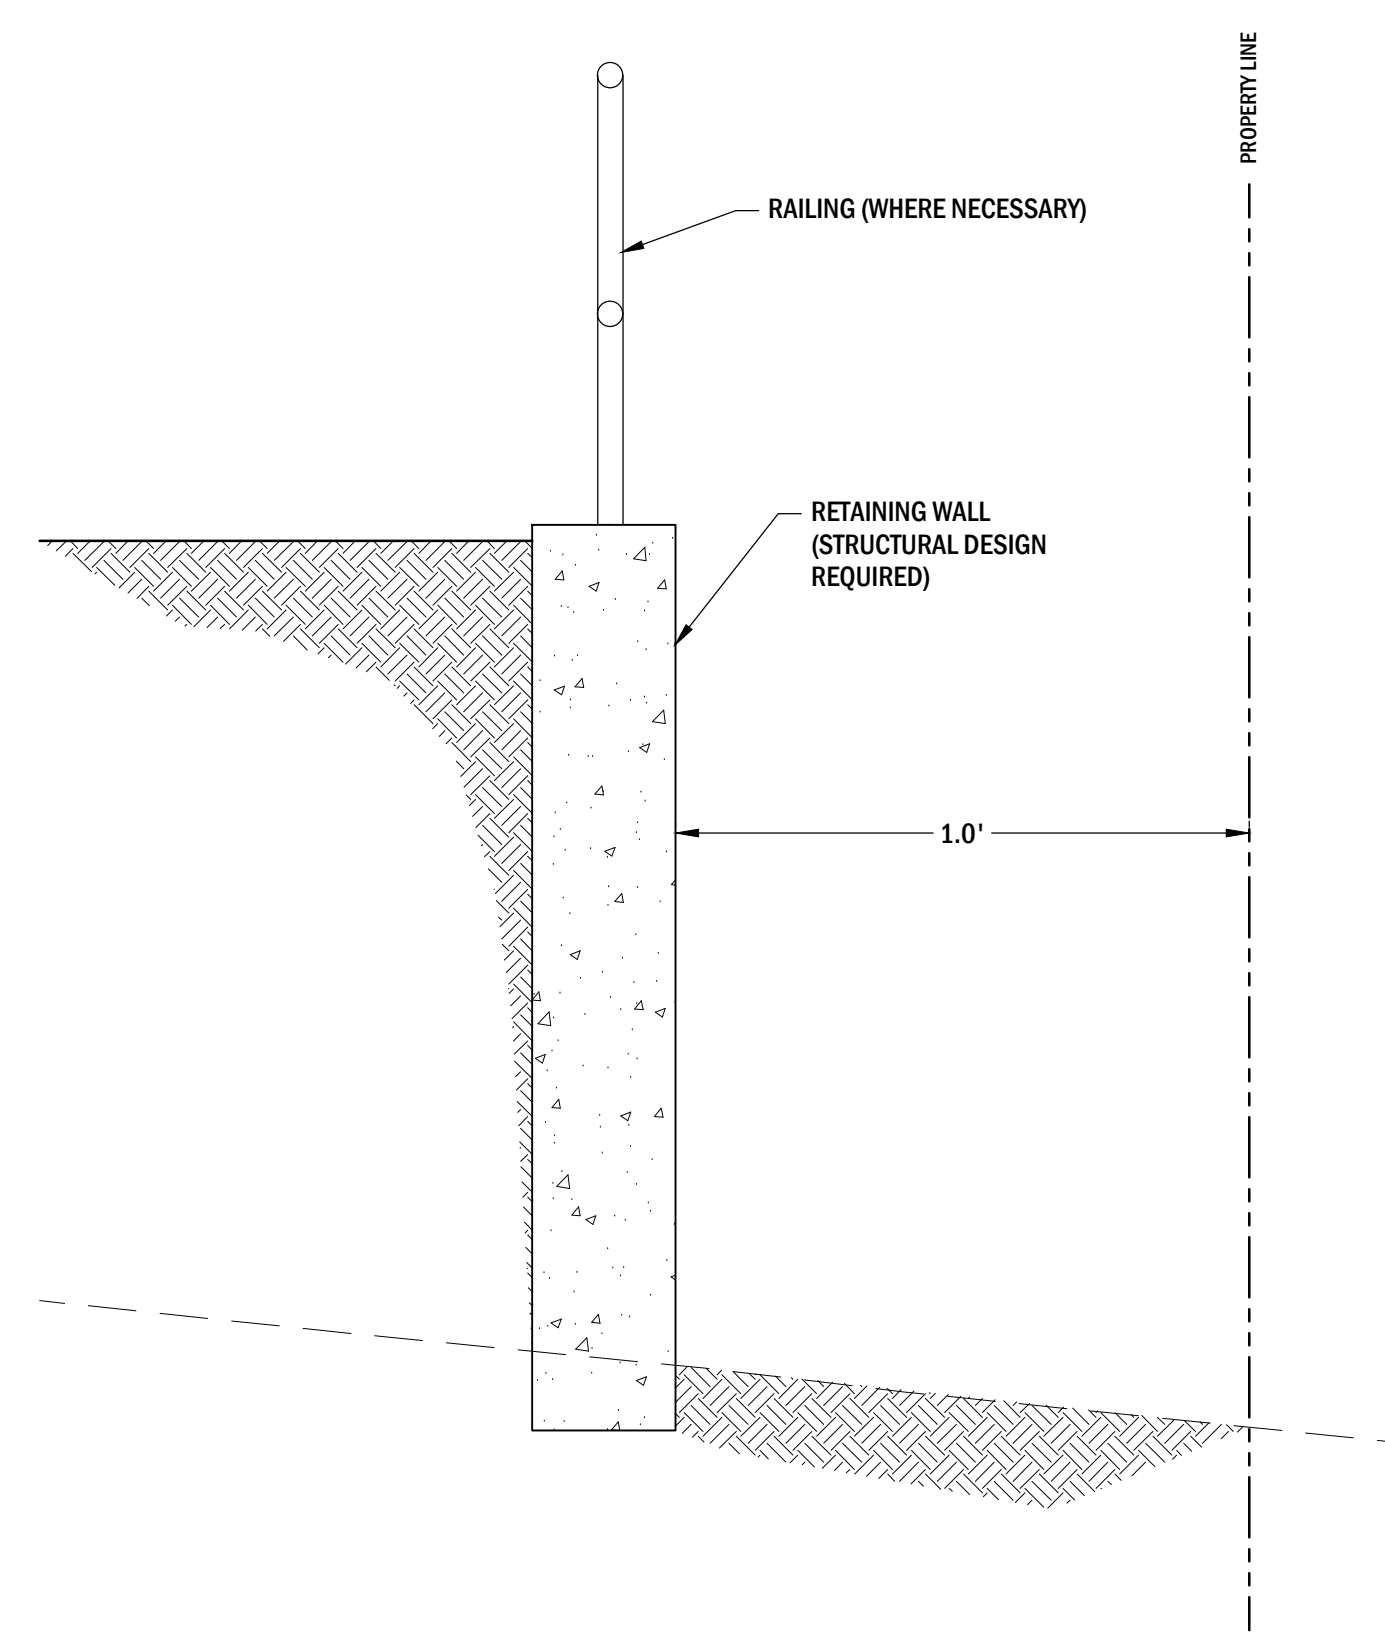 PROPERTY LINE
RAILING (WHERE NECESSARY)
RETAINING WALL
(STRUCTURAL DESIGN
REQUIRED)
1.0'